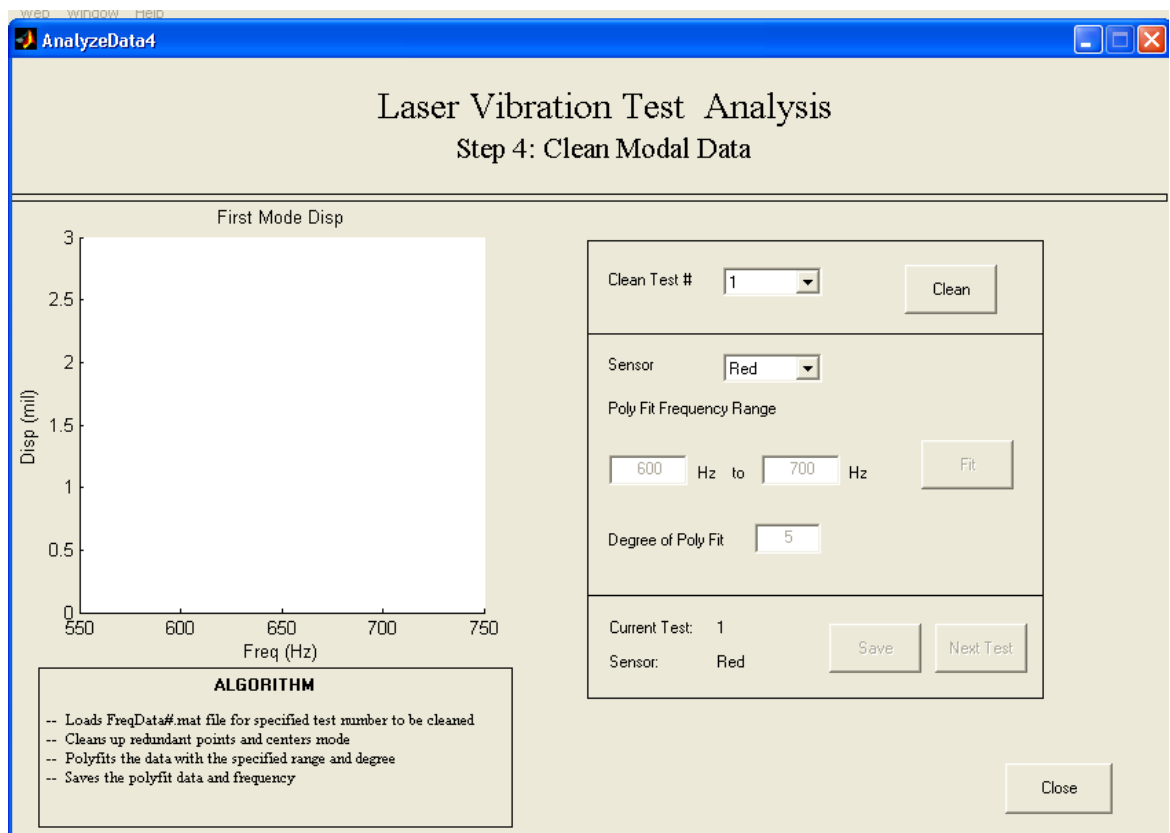 Web Window Help
AnalyzeData4
Laser Vibration Test Analysis
Step 4: Clean Modal Data
First Mode Disp
3
2.5
2
1.5
1
0.5
0
Disp (mil)
550 600 650 700 750
Freq (Hz)
ALGORITHM
-- Loads FreqData#.mat file for specified test number to be cleaned
-- Cleans up redundant points and centers mode
-- Polyfits the data with the specified range and degree
-- Saves the polyfit data and frequency
Clean Test # 1 Clean
Sensor Red
Poly Fit Frequency Range
600 Hz to 700 Hz Fit
Degree of Poly Fit 5
Current Test: 1 Save Next Test
Sensor: Red
Close